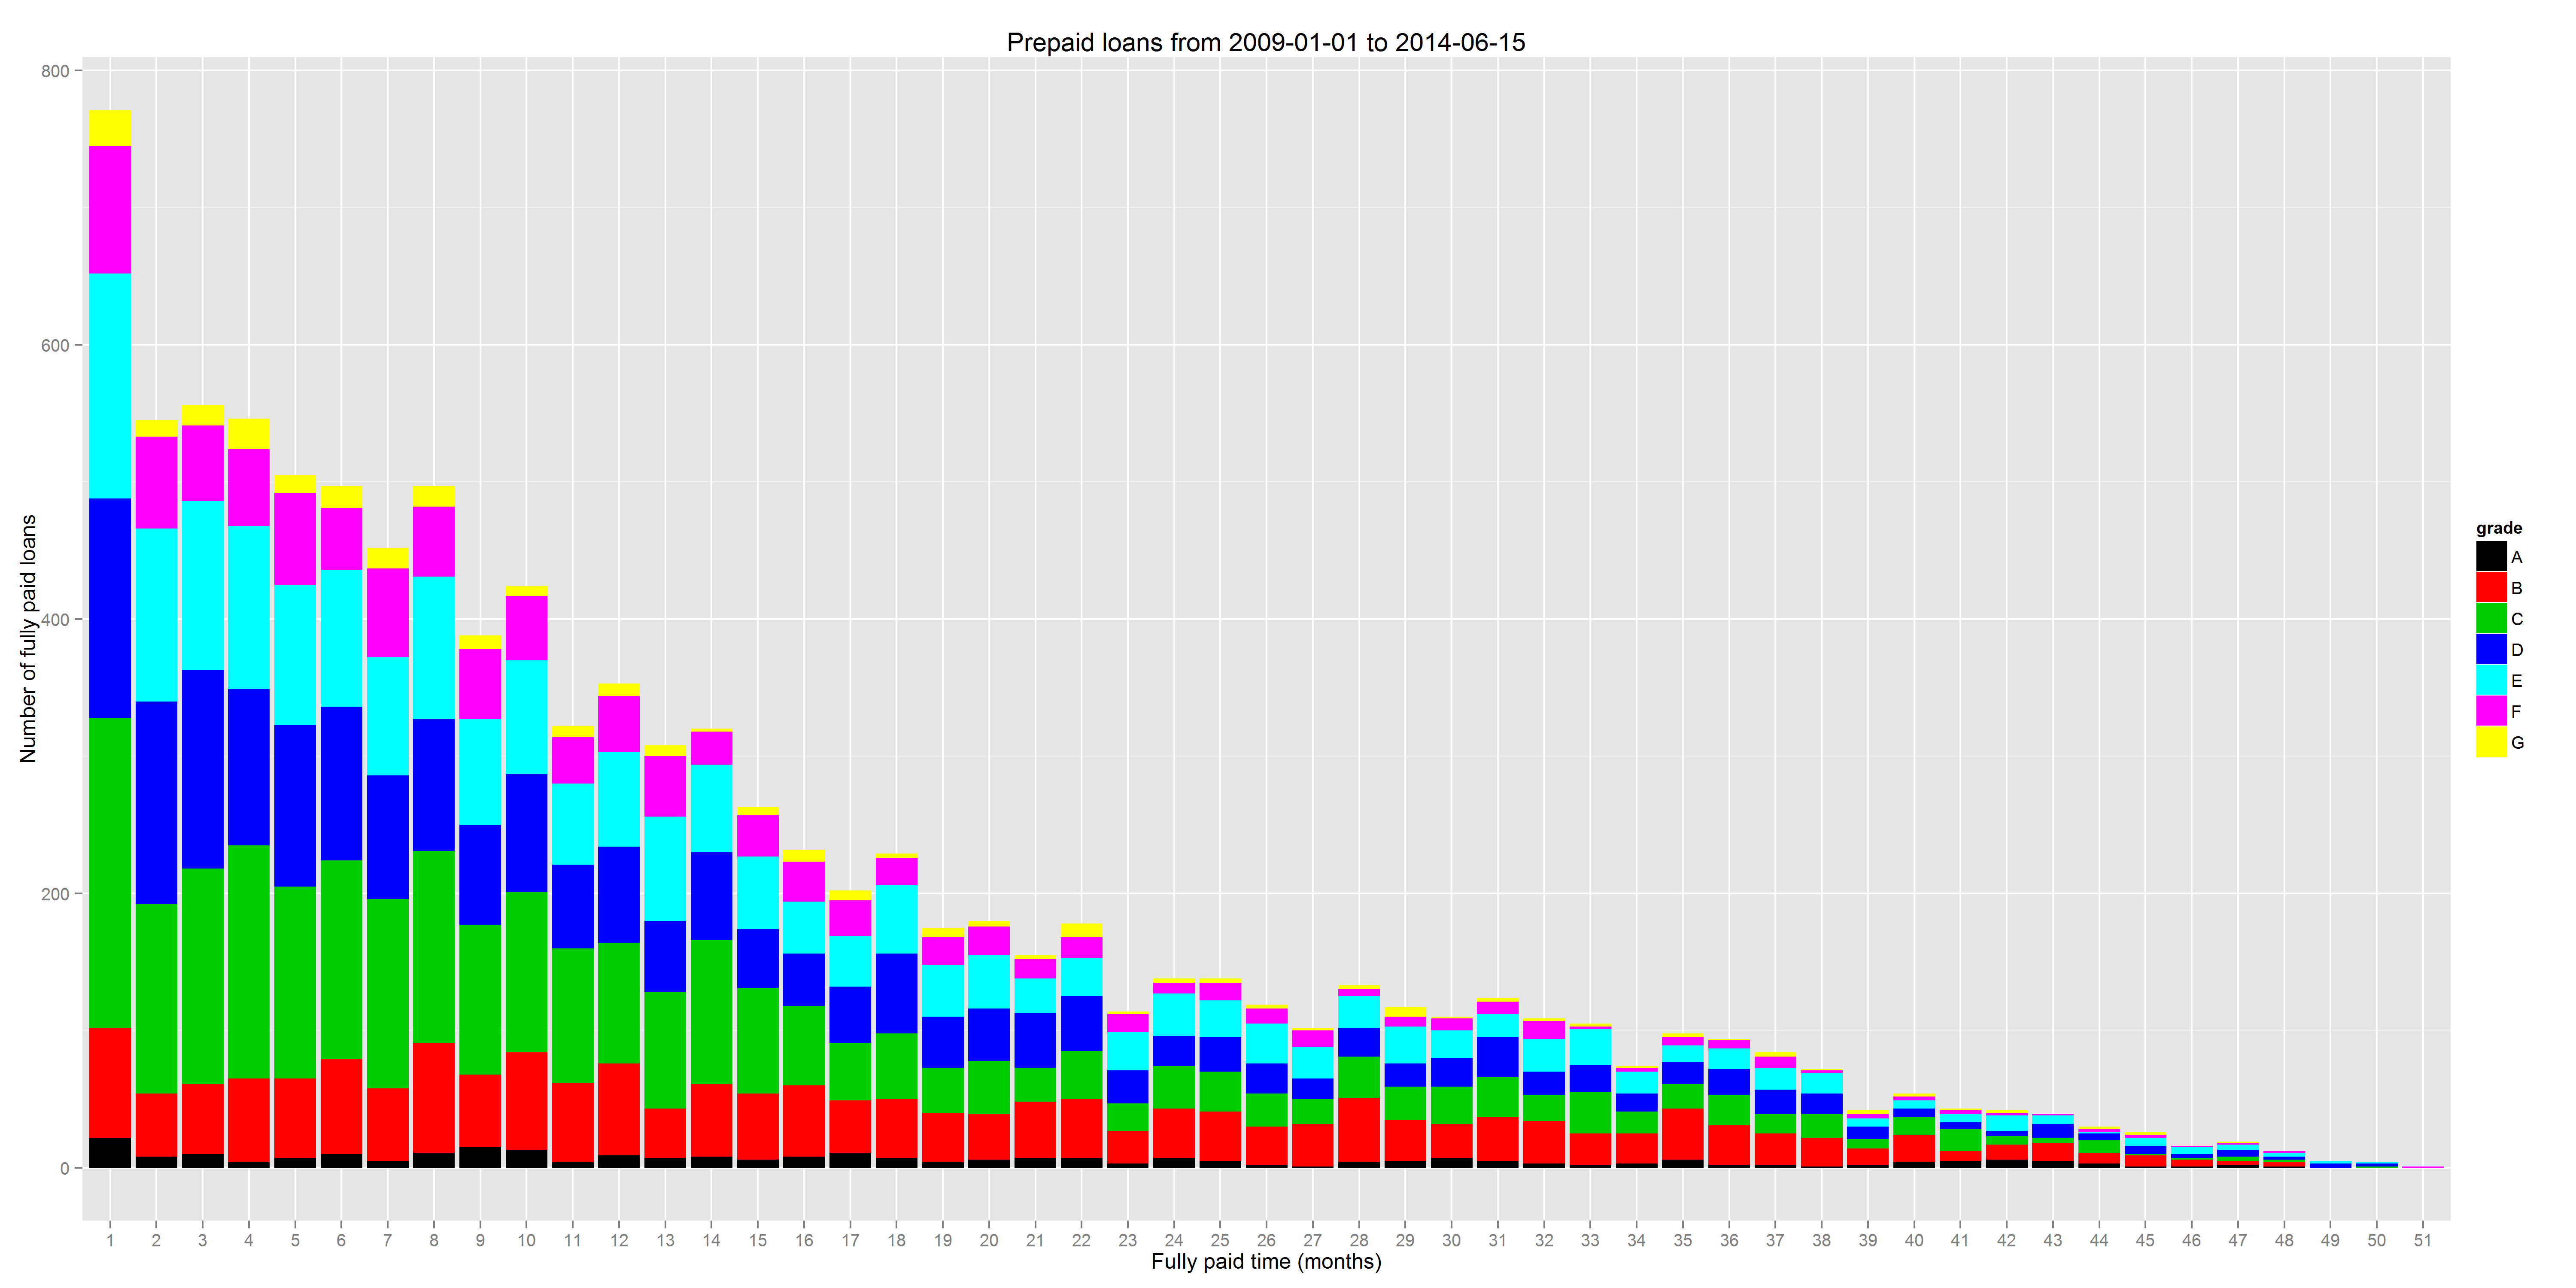 Prepaid loans from 2009-01-01 to 2014-06-15
800
600
400
200
0
Number of fully paid loans
1 2 3 4 5 6 7 8 9 10 11 12 13 14 15 16 17 18 19 20 21 22 23 24 25 26 27 28 29 30 31 32 33 34 35 36 37 38 39 40 41 42 43 44 45 46 47 48 49 50 51
Fully paid time (months)
grade
A
B
C
D
E
F
G